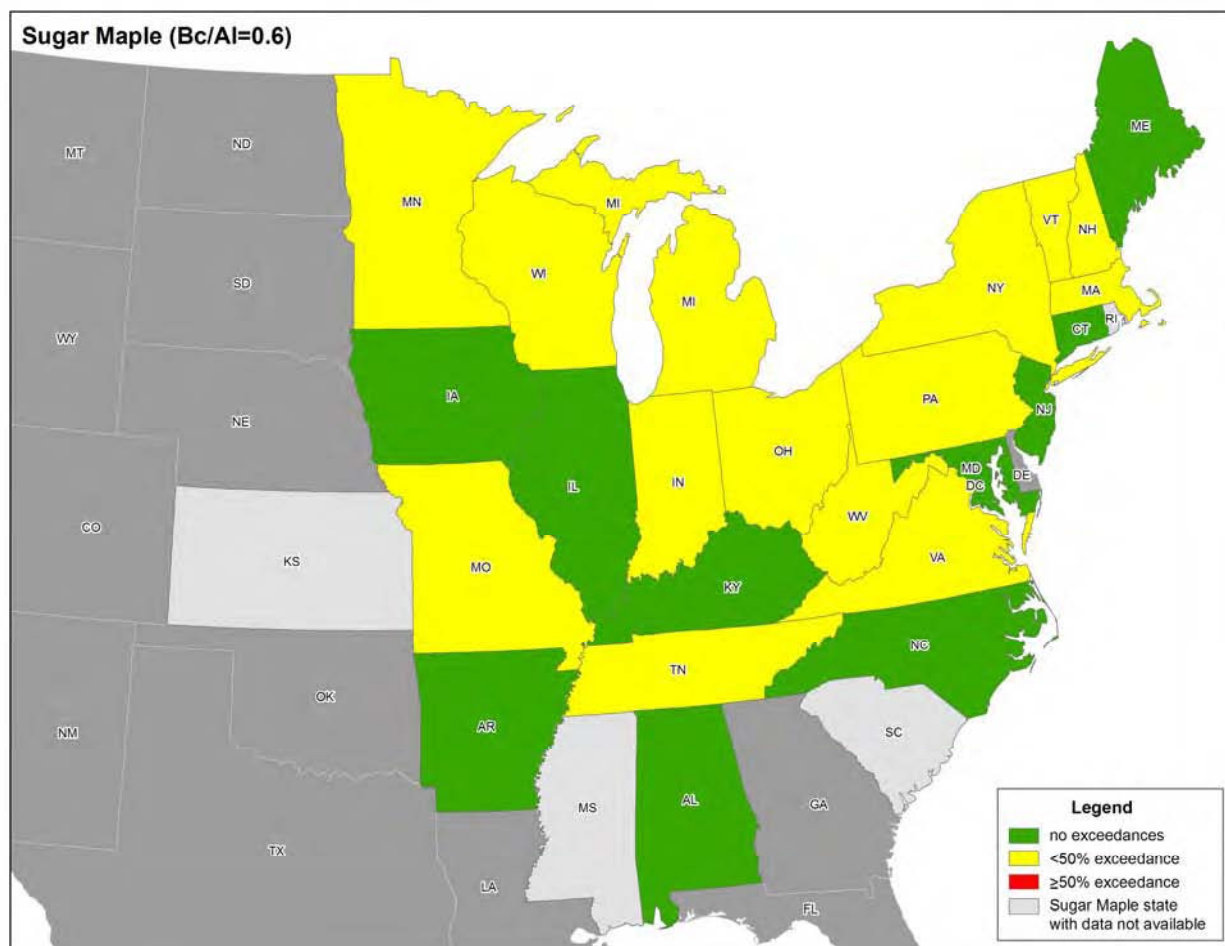 Sugar Maple (Bc/Al=0.6)
ME
MT
ND
MN
MI
VT
NH
WI
SD
NY
MA
MI
RI
CT
WY
IA
PA
NE
NJ
OH
IL
IN
MD
DE
DC
WV
CO
KS
MO
VA
KY
NC
TN
OK
AR
NM
SC
MS
AL
GA
TX
LA
FL
Legend
no exceedances
<50% exceedance
≥50% exceedance
Sugar Maple state
with data not available